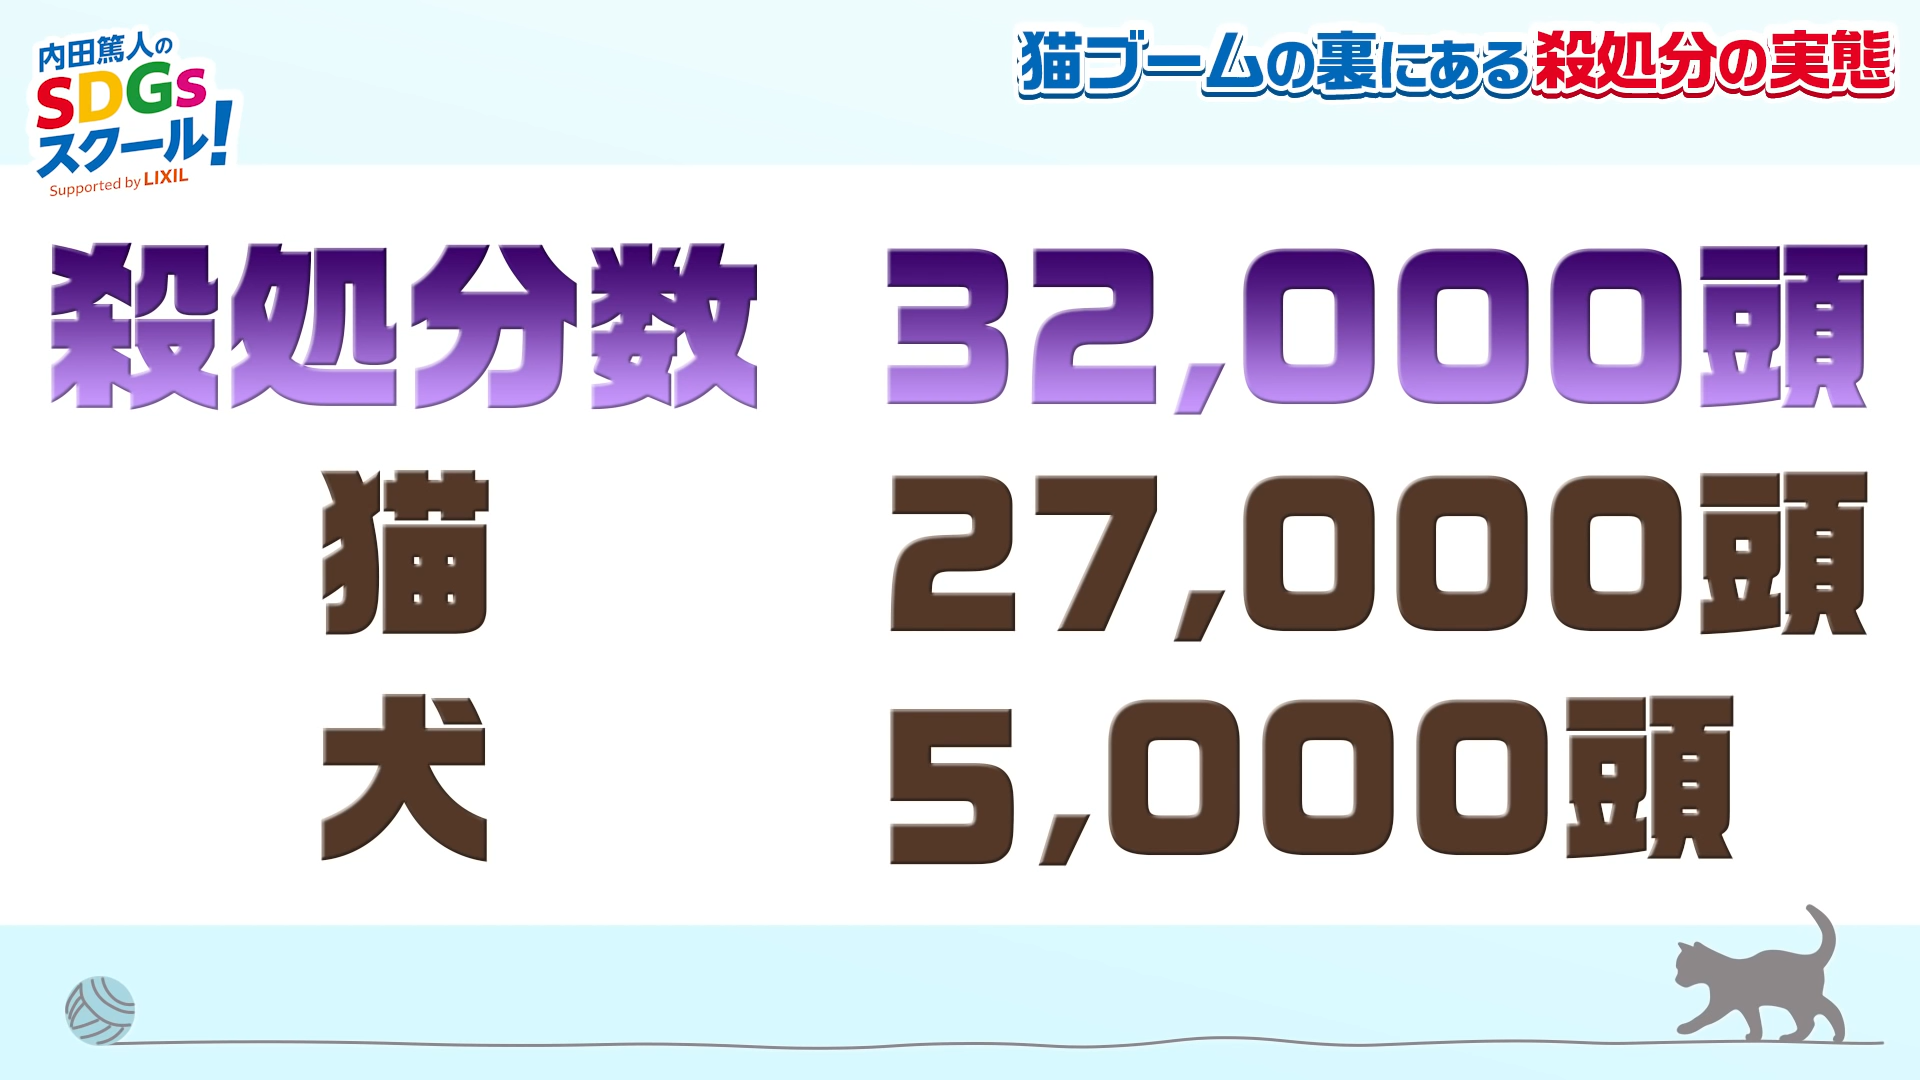 内田篤人の
SDGs
スクール!
Supported by LIXIL
猫ブームの裏にある殺処分の実態
殺処分数 32,000頭
猫 27,000頭
犬 5,000頭